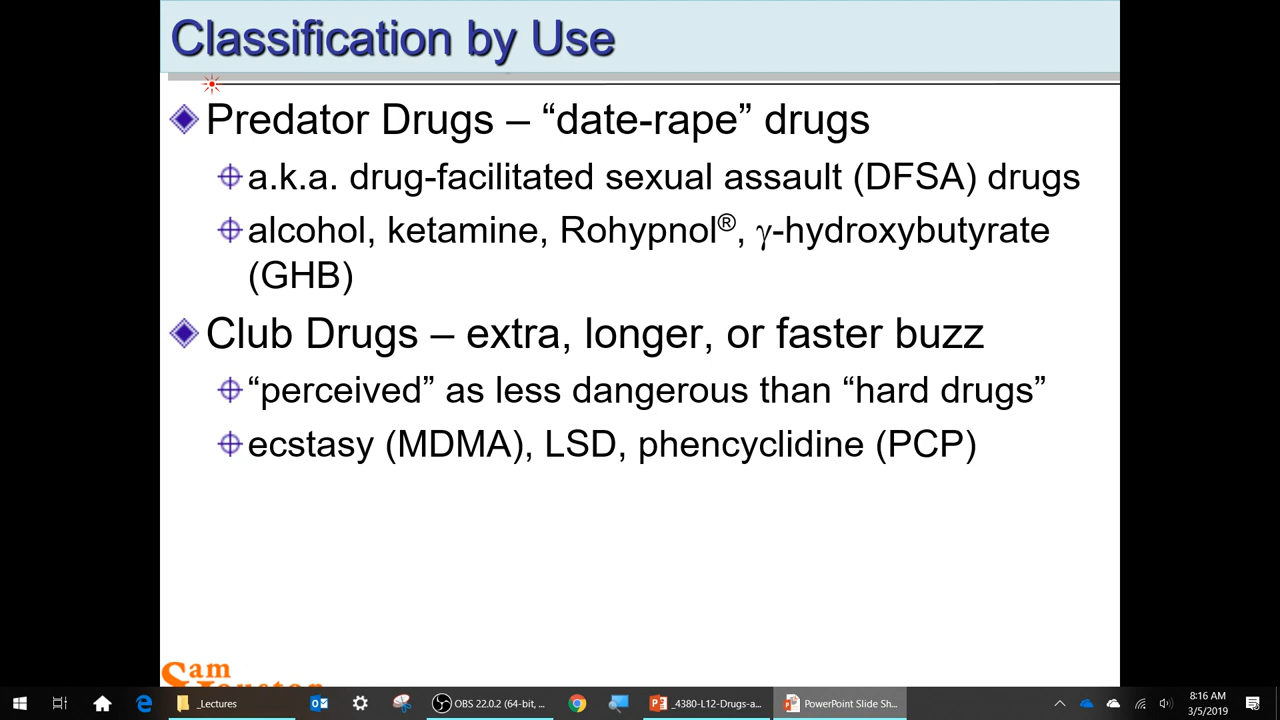 Classification by Use
Predator Drugs – “date-rape” drugs
a.k.a. drug-facilitated sexual assault (DFSA) drugs
alcohol, ketamine, Rohypnol®, γ-hydroxybutyrate
(GHB)
Club Drugs – extra, longer, or faster buzz
“perceived” as less dangerous than “hard drugs”
ecstasy (MDMA), LSD, phencyclidine (PCP)
Sam
_Lectures
OBS 22.0.2 (64-bit, ...
_4380-L12-Drugs-a...
PowerPoint Slide Sh...
8:16 AM
3/5/2019